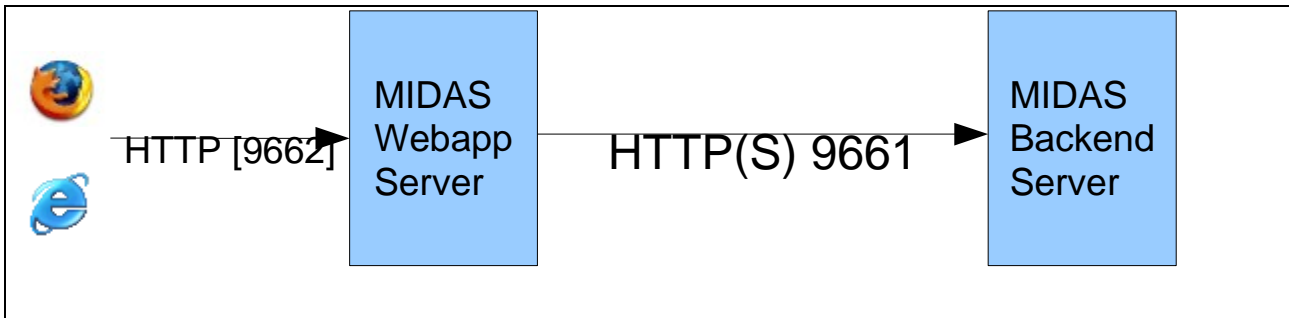 HTTP [9662]
MIDAS
Webapp
Server
HTTP(S) 9661
MIDAS
Backend
Server